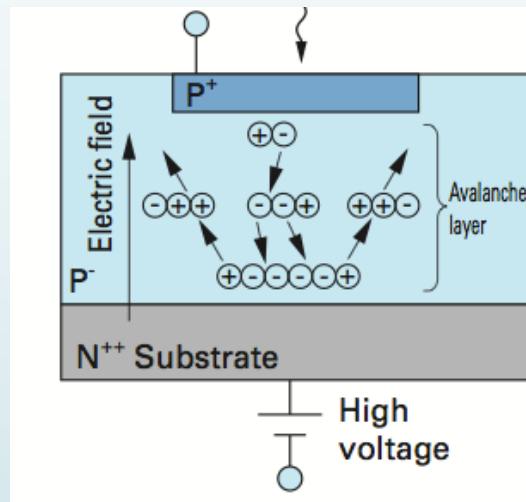 P⁺
Electric field
⊕⊖
⊖⊕⊕
⊖⊖⊕
⊕⊕⊖
Avalanche
layer
⊕⊖⊖⊖⊖⊕
P⁻
N⁺⁺ Substrate
High
voltage